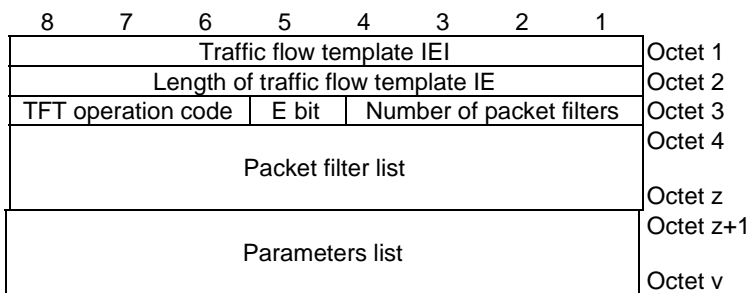 8 7 6 5 4 3 2 1
Traffic flow template IEI Octet 1
Length of traffic flow template IE Octet 2
TFT operation code E bit Number of packet filters Octet 3
Octet 4
Packet filter list
Octet z
Octet z+1
Parameters list
Octet v